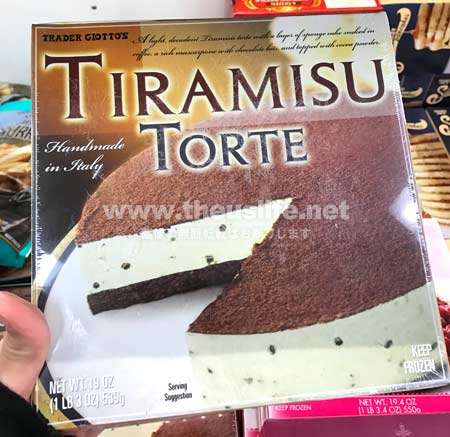 TRADER GIOTTO'S
A light, decadent Tiramisu torte with a layer of sponge cake soaked in
coffee, a rich mascarpone with chocolate bits, and topped with cocoa powder.
TIRAMISU
TORTE
Handmade
in Italy
www.theuslife.net
NET WT. 19 OZ
(1 LB 3 OZ) 539g
Serving
Suggestion
KEEP
FROZEN
KEEP FROZEN
NET WT. 19.4 OZ
(1 LB 3.4 OZ) 550g